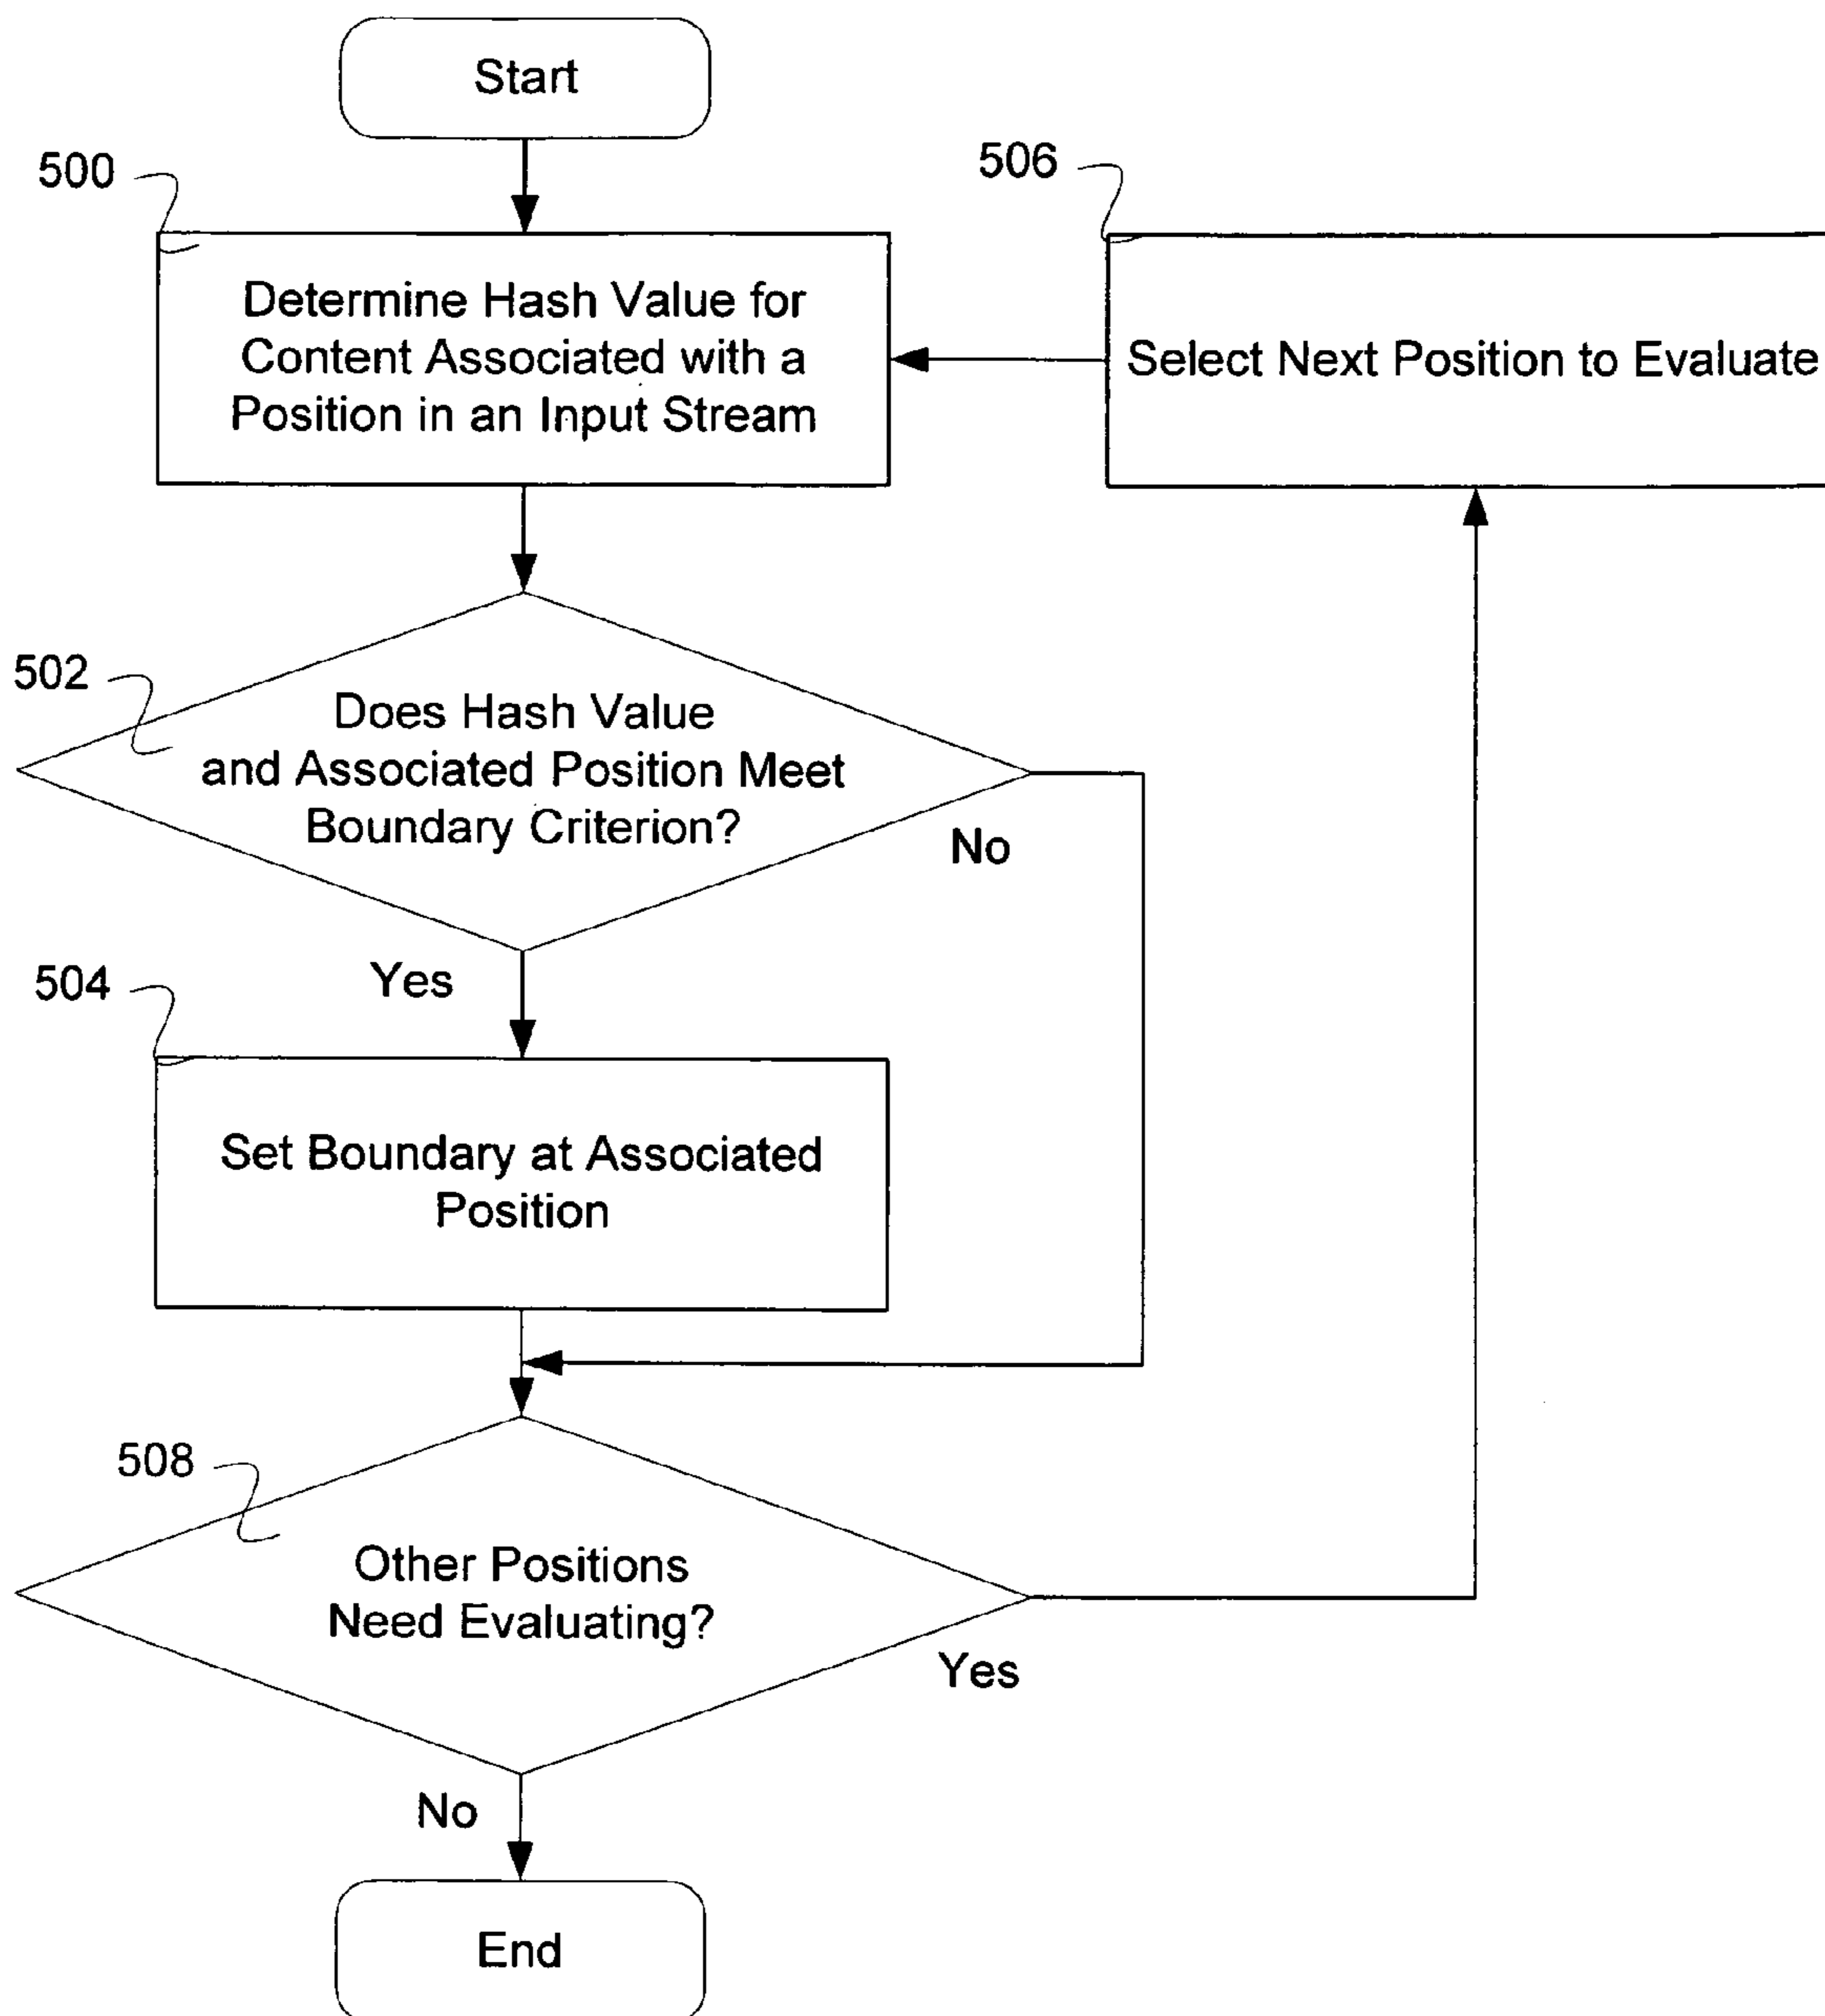 Start
500
506
Determine Hash Value for
Content Associated with a
Position in an Input Stream
Select Next Position to Evaluate
502
Does Hash Value
and Associated Position Meet
Boundary Criterion?
No
Yes
504
Set Boundary at Associated
Position
508
Other Positions
Need Evaluating?
Yes
No
End